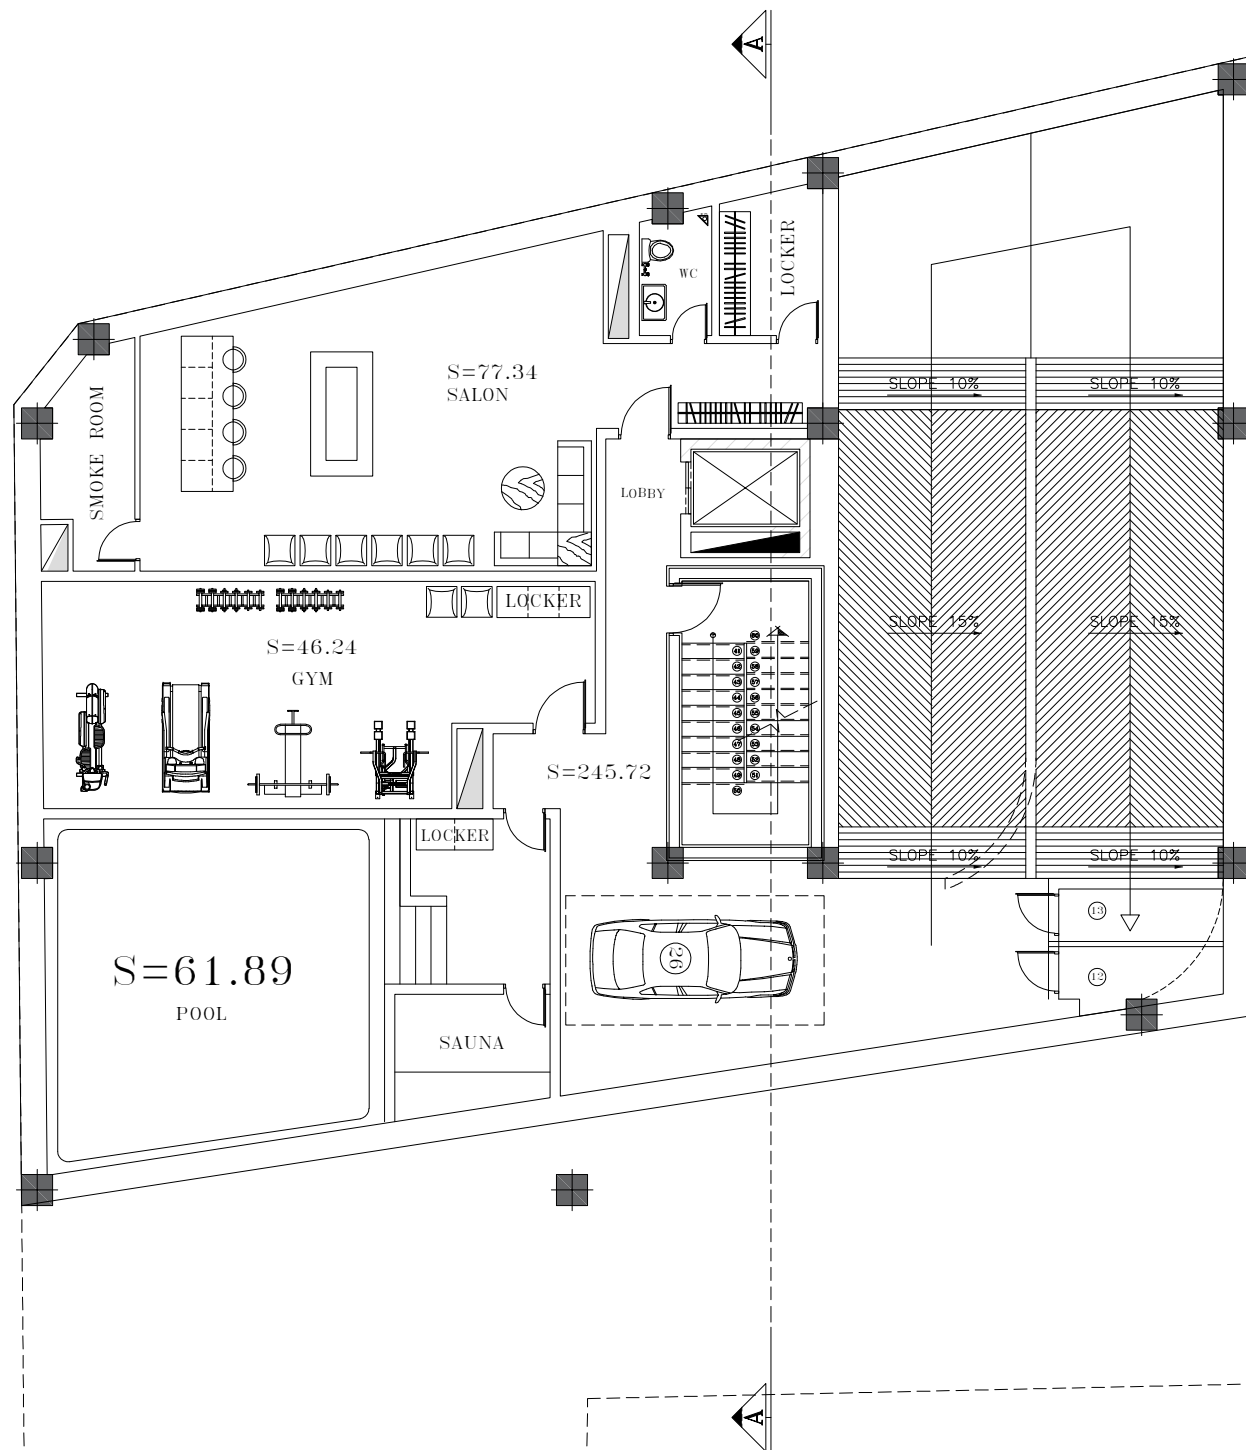 A
LOCKER
WC
S=77.34
SALON
SMOKE ROOM
SLOPE 10%
SLOPE 10%
LOBBY
LOCKER
S=46.24
GYM
SLOPE 15%
SLOPE 15%
S=245.72
LOCKER
SLOPE 10%
SLOPE 10%
13
26
12
S=61.89
POOL
SAUNA
A